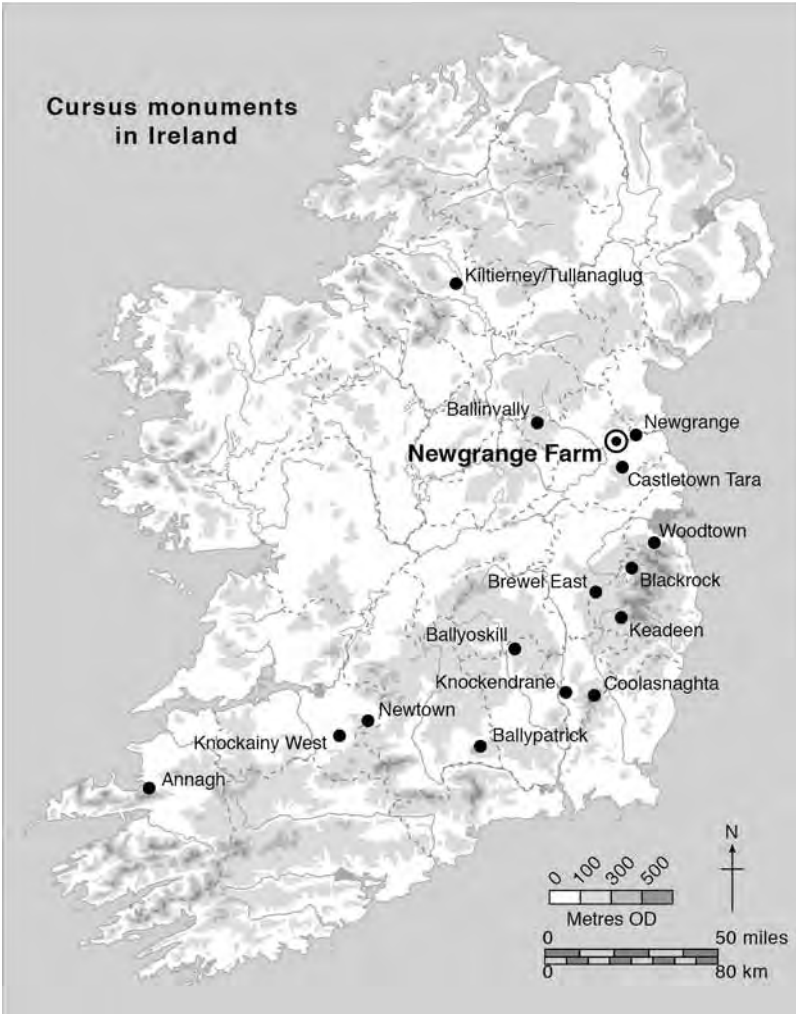 Cursus monuments
in Ireland
Kiltierney/Tullanaglug
Ballinvally
Newgrange
Newgrange Farm
Castletown Tara
Woodtown
Blackrock
Brewel East
Keadeen
Ballyoskill
Knockendrane
Coolasnaghta
Newtown
Knockainy West
Ballypatrick
Annagh
N
0 100 300 500
Metres OD
0 50 miles
0 80 km